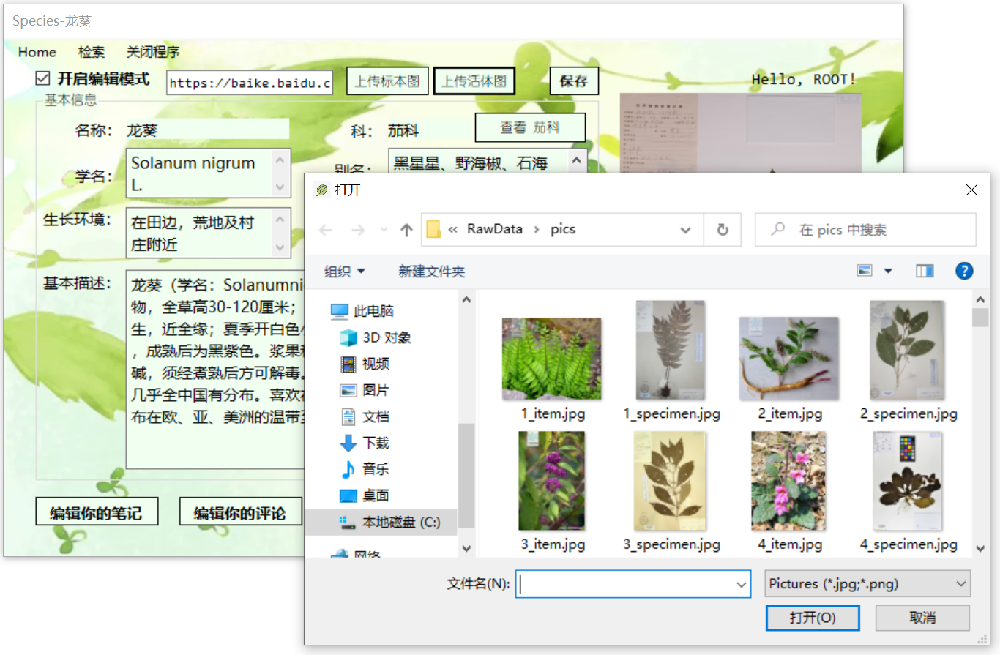 Species-龙葵
Home 检索 关闭程序
开启编辑模式 https://baike.baidu.c 上传标本图 上传活体图 保存 Hello, ROOT!
基本信息
名称： 龙葵 科： 茄科 查看 茄科
学名： Solanum nigrum
L.
别名： 黑星星、野海椒、石海
生长环境： 在田边，荒地及村
庄附近
基本描述： 龙葵（学名：Solanumni
物，全草高30-120厘米；
生，近全缘；夏季开白色
，成熟后为黑紫色。浆果
碱，须经煮熟后方可解毒。
几乎全中国有分布。喜欢
布在欧、亚、美洲的温带
编辑你的笔记 编辑你的评论
打开
« RawData › pics 在 pics 中搜索
组织 新建文件夹
此电脑
3D 对象
视频
图片
文档
下载
音乐
桌面
本地磁盘 (C:)
网络
1_item.jpg 1_specimen.jpg 2_item.jpg 2_specimen.jpg
3_item.jpg 3_specimen.jpg 4_item.jpg 4_specimen.jpg
文件名(N): Pictures (*.jpg;*.png)
打开(O) 取消